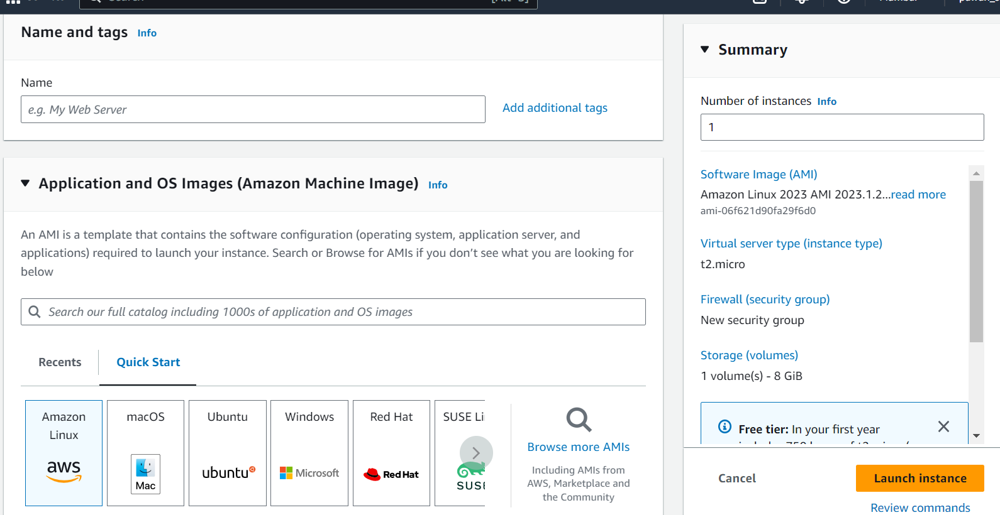 Name and tags Info
Name
e.g. My Web Server
Add additional tags
Application and OS Images (Amazon Machine Image) Info
An AMI is a template that contains the software configuration (operating system, application server, and
applications) required to launch your instance. Search or Browse for AMIs if you don’t see what you are looking for
below
Search our full catalog including 1000s of application and OS images
Recents
Quick Start
Amazon
Linux
aws
macOS
Mac
Ubuntu
ubuntu
Windows
Microsoft
Red Hat
Red Hat
SUSE Li
SUSE
Browse more AMIs
Including AMIs from
AWS, Marketplace and
the Community
Summary
Number of instances Info
1
Software Image (AMI)
Amazon Linux 2023 AMI 2023.1.2...read more
ami-06f621d90fa29f6d0
Virtual server type (instance type)
t2.micro
Firewall (security group)
New security group
Storage (volumes)
1 volume(s) - 8 GiB
Free tier: In your first year
Cancel
Launch instance
Review commands